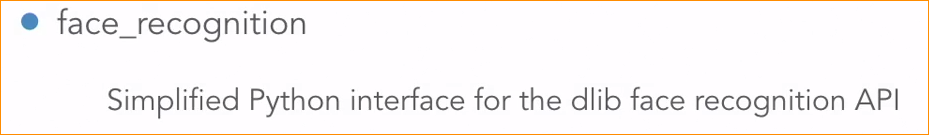 face_recognition
Simplified Python interface for the dlib face recognition API